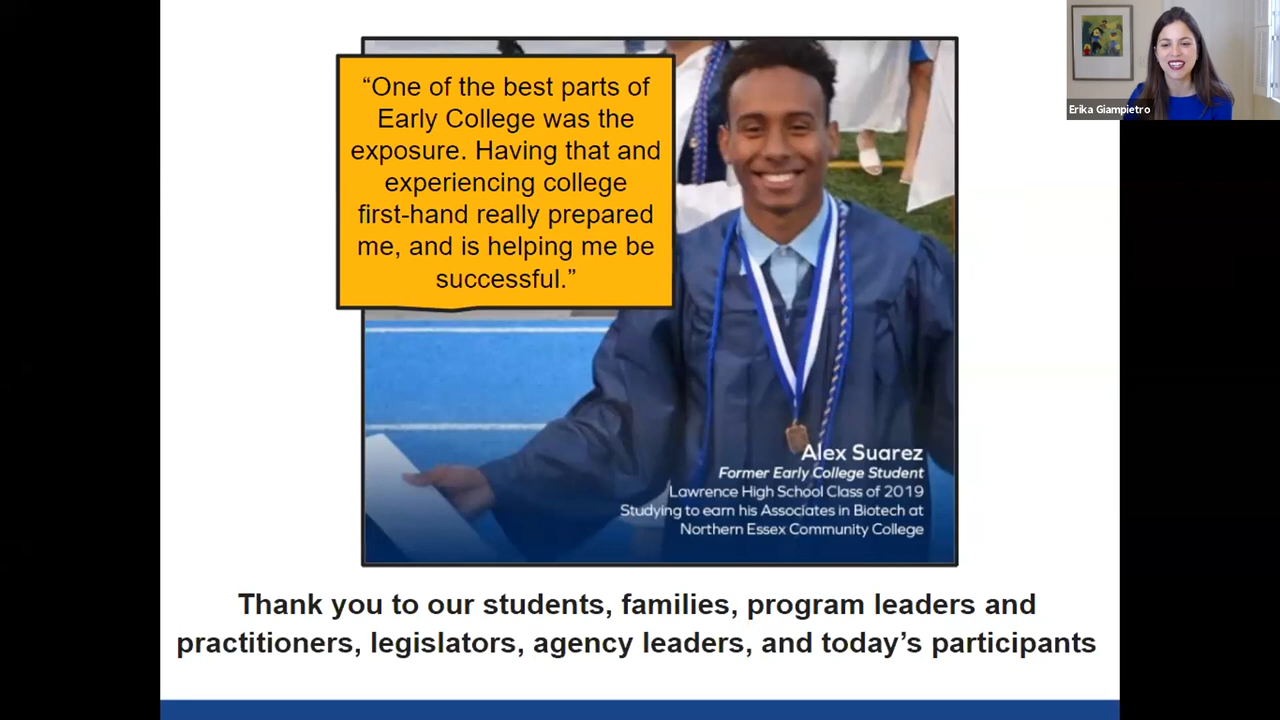 “One of the best parts of
Early College was the
exposure. Having that and
experiencing college
first-hand really prepared
me, and is helping me be
successful.”
Erika Giampietro
Alex Suarez
Former Early College Student
Lawrence High School Class of 2019
Studying to earn his Associates in Biotech at
Northern Essex Community College
Thank you to our students, families, program leaders and
practitioners, legislators, agency leaders, and today’s participants